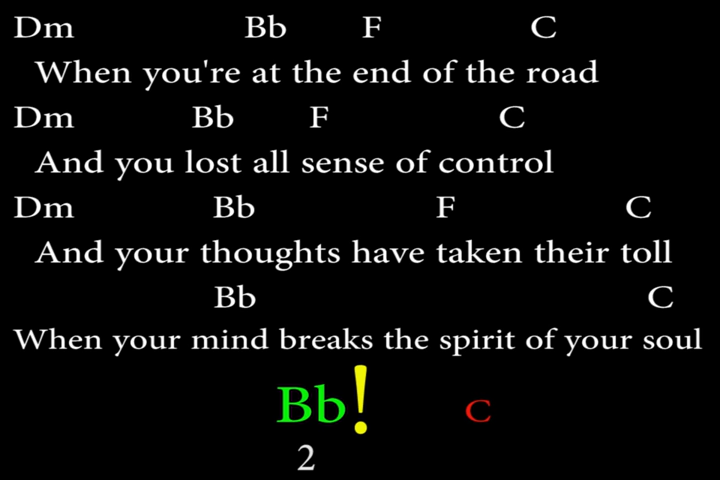 Dm Bb F C
When you're at the end of the road
Dm Bb F C
And you lost all sense of control
Dm Bb F C
And your thoughts have taken their toll
Bb C
When your mind breaks the spirit of your soul
Bb! C
2